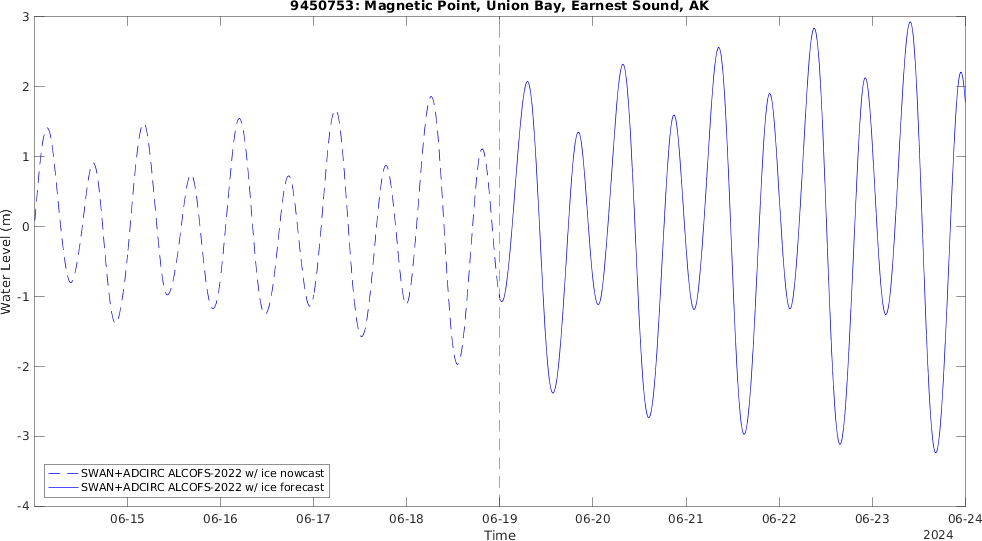 9450753: Magnetic Point, Union Bay, Earnest Sound, AK
3
2
1
0
-1
-2
-3
-4
Water Level (m)
SWAN+ADCIRC ALCOFS-2022 w/ ice nowcast
SWAN+ADCIRC ALCOFS-2022 w/ ice forecast
06-15 06-16 06-17 06-18 06-19 06-20 06-21 06-22 06-23 06-24
Time
2024